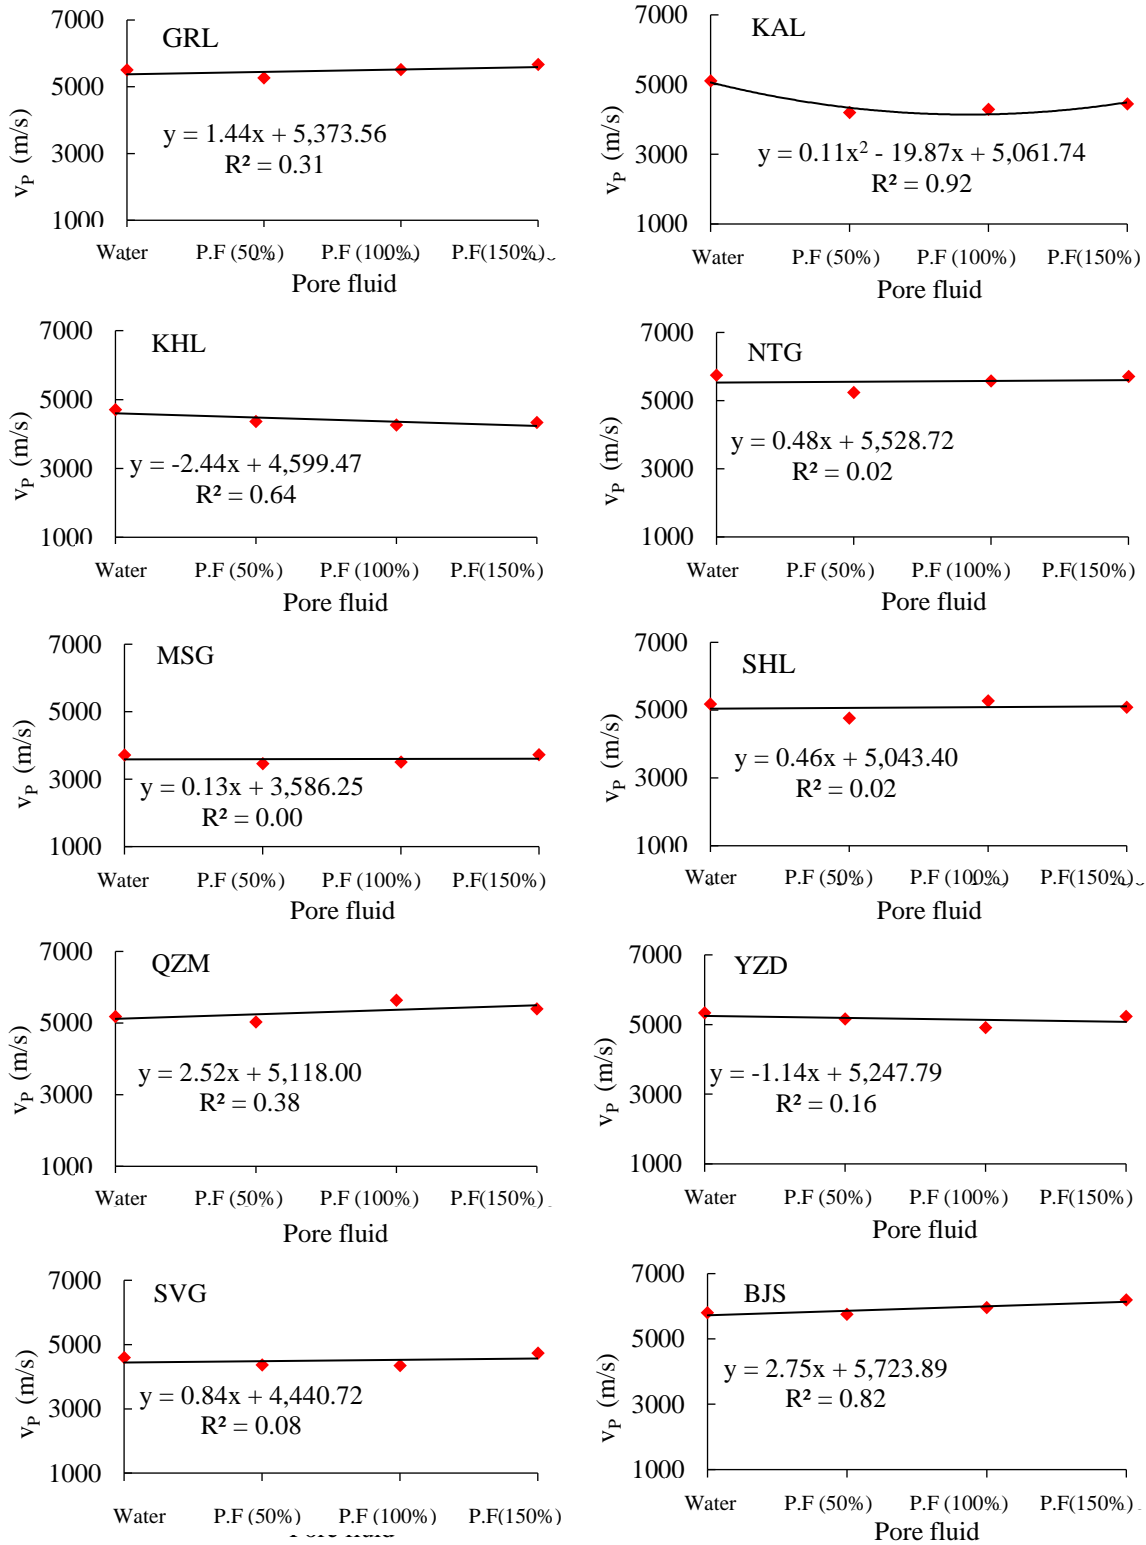 GRL
7000
5000
3000
1000
v_P (m/s)
y = 1.44x + 5,373.56
R² = 0.31
Water P.F (50%) P.F (100%) P.F(150%)
Pore fluid
KAL
7000
5000
3000
1000
v_P (m/s)
y = 0.11x² - 19.87x + 5,061.74
R² = 0.92
Water P.F (50%) P.F (100%) P.F(150%)
Pore fluid
KHL
7000
5000
3000
1000
v_P (m/s)
y = -2.44x + 4,599.47
R² = 0.64
Water P.F (50%) P.F (100%) P.F(150%)
Pore fluid
NTG
7000
5000
3000
1000
v_P (m/s)
y = 0.48x + 5,528.72
R² = 0.02
Water P.F (50%) P.F (100%) P.F(150%)
Pore fluid
MSG
7000
5000
3000
1000
v_P (m/s)
y = 0.13x + 3,586.25
R² = 0.00
Water P.F (50%) P.F (100%) P.F(150%)
Pore fluid
SHL
7000
5000
3000
1000
v_P (m/s)
y = 0.46x + 5,043.40
R² = 0.02
Water P.F (50%) P.F (100%) P.F(150%)
Pore fluid
QZM
7000
5000
3000
1000
v_P (m/s)
y = 2.52x + 5,118.00
R² = 0.38
Water P.F (50%) P.F (100%) P.F(150%)
Pore fluid
YZD
7000
5000
3000
1000
v_P (m/s)
y = -1.14x + 5,247.79
R² = 0.16
Water P.F (50%) P.F (100%) P.F(150%)
Pore fluid
SVG
7000
5000
3000
1000
v_P (m/s)
y = 0.84x + 4,440.72
R² = 0.08
Water P.F (50%) P.F (100%) P.F(150%)
BJS
7000
5000
3000
1000
v_P (m/s)
y = 2.75x + 5,723.89
R² = 0.82
Water P.F (50%) P.F (100%) P.F(150%)
Pore fluid